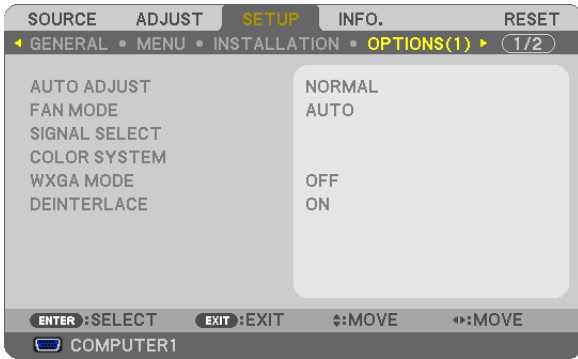 SOURCE ADJUST SETUP INFO. RESET
◂ GENERAL • MENU • INSTALLATION • OPTIONS(1) ▸ 1/2
AUTO ADJUST NORMAL
FAN MODE AUTO
SIGNAL SELECT
COLOR SYSTEM
WXGA MODE OFF
DEINTERLACE ON
ENTER :SELECT EXIT :EXIT ♦:MOVE ◂▸:MOVE
COMPUTER1